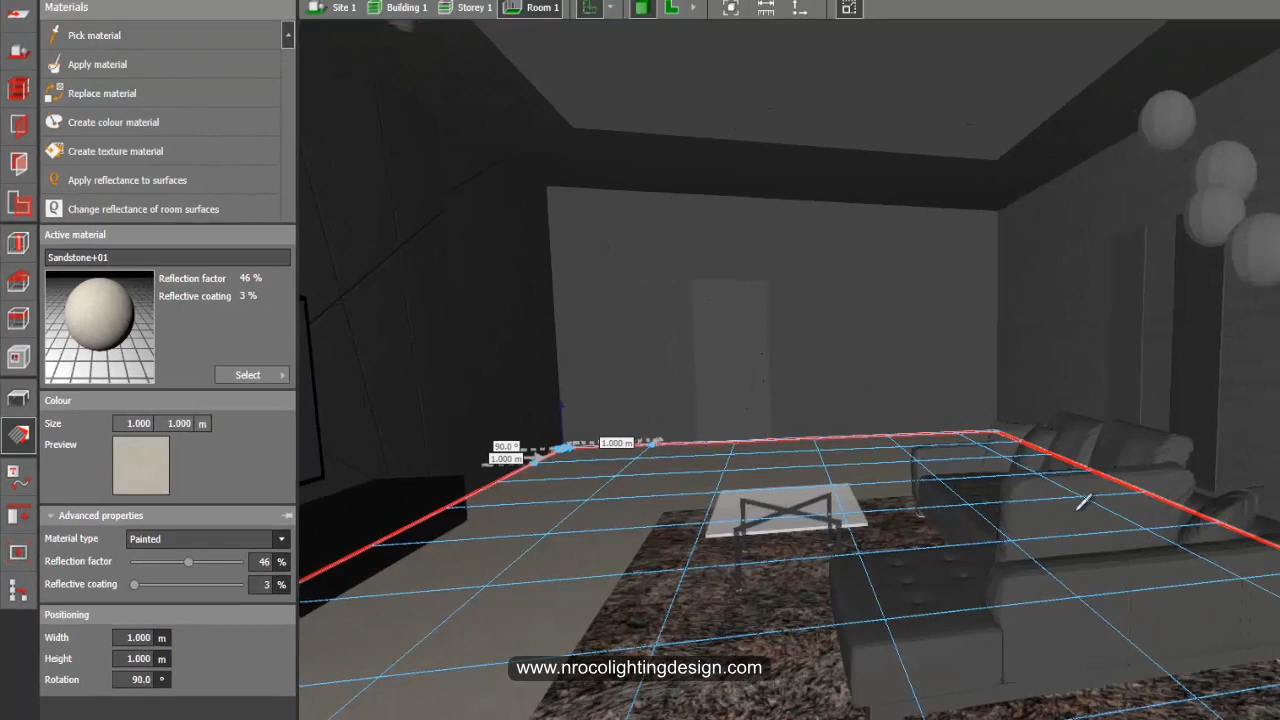 Materials
Site 1
Building 1
Storey 1
Room 1
Pick material
Apply material
Replace material
Create colour material
Create texture material
Apply reflectance to surfaces
Change reflectance of room surfaces
Active material
Sandstone+01
Reflection factor 46 %
Reflective coating 3 %
Select
Colour
Size 1.000 1.000 m
Preview
Advanced properties
Material type Painted
Reflection factor 46 %
Reflective coating 3 %
Positioning
Width 1.000 m
Height 1.000 m
Rotation 90.0 °
90.0 °
1.000 m
1.000 m
www.nrocolightingdesign.com